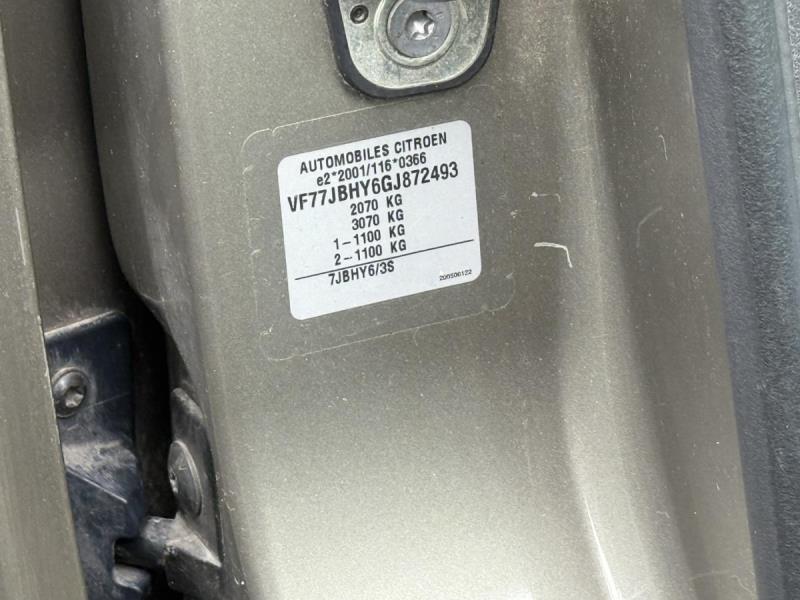 AUTOMOBILES CITROEN
e2*2001/116*0366
VF77JBHY6GJ872493
2070 KG
3070 KG
1-1100 KG
2-1100 KG
7JBHY6/3S
200506122